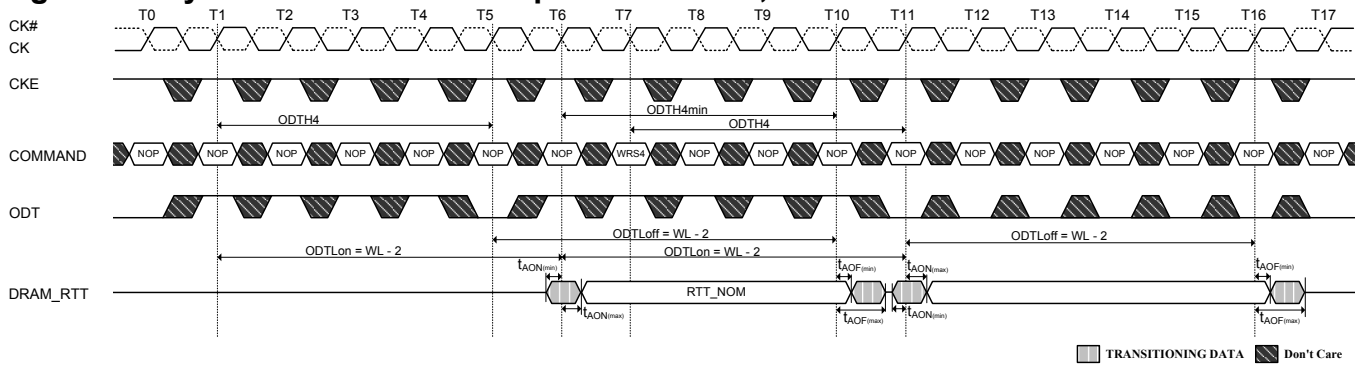 T0 T1 T2 T3 T4 T5 T6 T7 T8 T9 T10 T11 T12 T13 T14 T15 T16 T17
CK#
CK
CKE
ODTH4min
ODTH4
ODTH4
COMMAND NOP NOP NOP NOP NOP NOP NOP WRS4 NOP NOP NOP NOP NOP NOP NOP NOP NOP NOP
ODT
ODTLoff = WL - 2
ODTLoff = WL - 2
ODTLon = WL - 2
ODTLon = WL - 2
tAON(min) tAOF(min) tAON(max) tAOF(min)
DRAM_RTT RTT_NOM
tAON(max) tAOF(max) tAON(min) tAOF(max)
TRANSITIONING DATA Don't Care